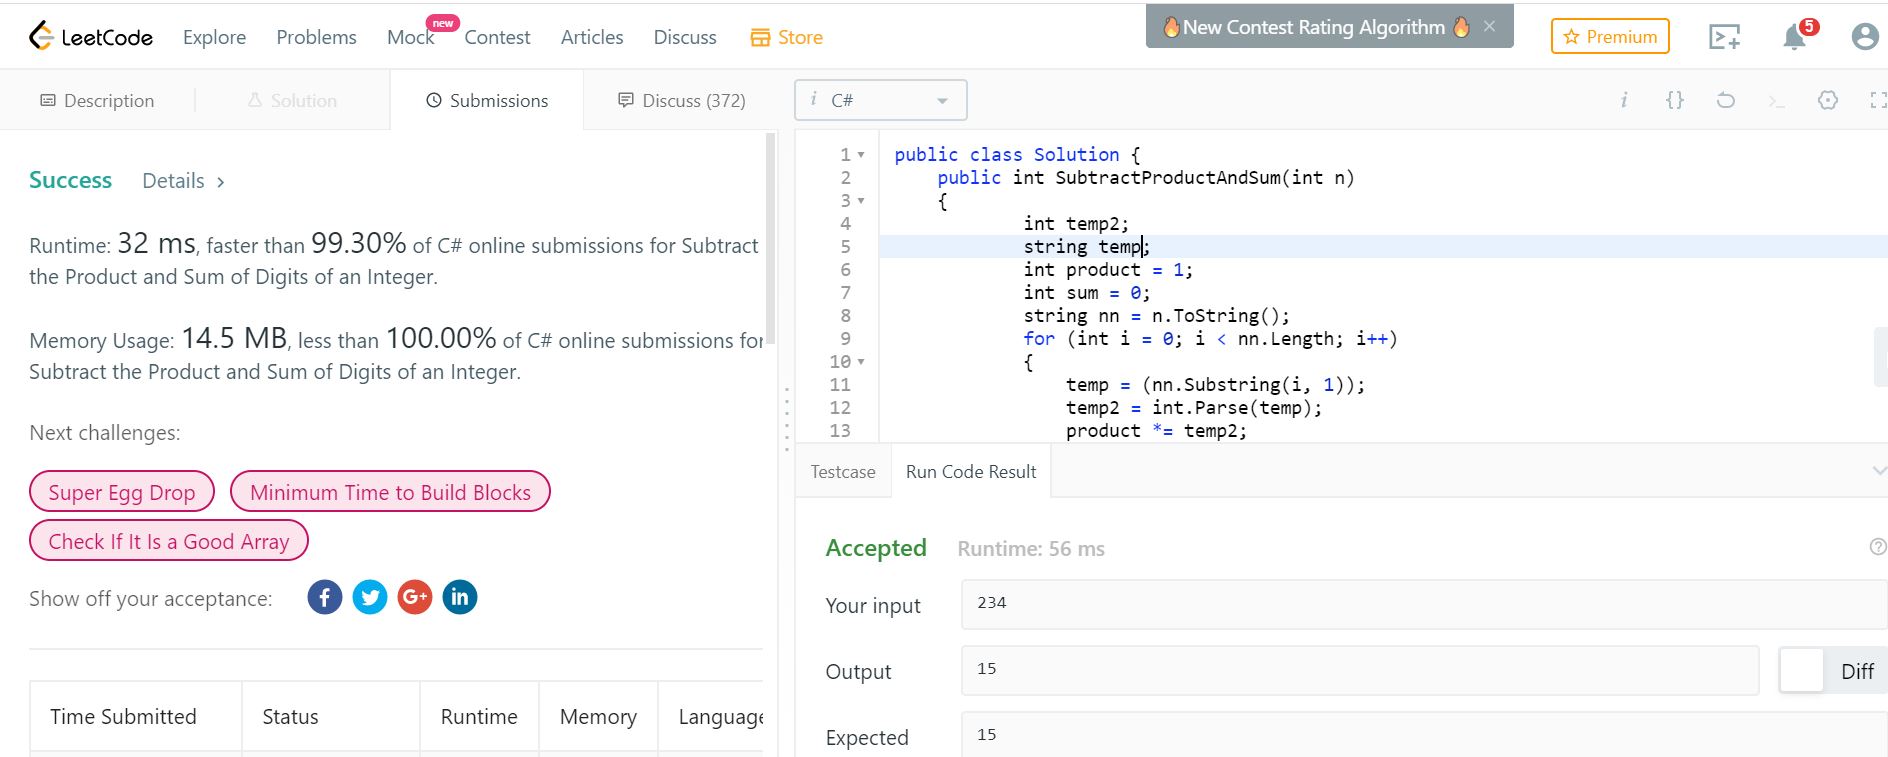 LeetCode Explore Problems Mock new Contest Articles Discuss Store 🔥New Contest Rating Algorithm🔥 × Premium 5
Description Solution Submissions Discuss (372)
Success Details >
Runtime: 32 ms, faster than 99.30% of C# online submissions for Subtract
the Product and Sum of Digits of an Integer.
Memory Usage: 14.5 MB, less than 100.00% of C# online submissions for
Subtract the Product and Sum of Digits of an Integer.
Next challenges:
Super Egg Drop Minimum Time to Build Blocks
Check If It Is a Good Array
Show off your acceptance: f G+ in
Time Submitted Status Runtime Memory Language
i C# i {} >_
1 public class Solution {
2 public int SubtractProductAndSum(int n)
3 {
4 int temp2;
5 string temp;
6 int product = 1;
7 int sum = 0;
8 string nn = n.ToString();
9 for (int i = 0; i < nn.Length; i++)
10 {
11 temp = (nn.Substring(i, 1));
12 temp2 = int.Parse(temp);
13 product *= temp2;
Testcase Run Code Result
Accepted Runtime: 56 ms ?
Your input 234
Output 15 Diff
Expected 15